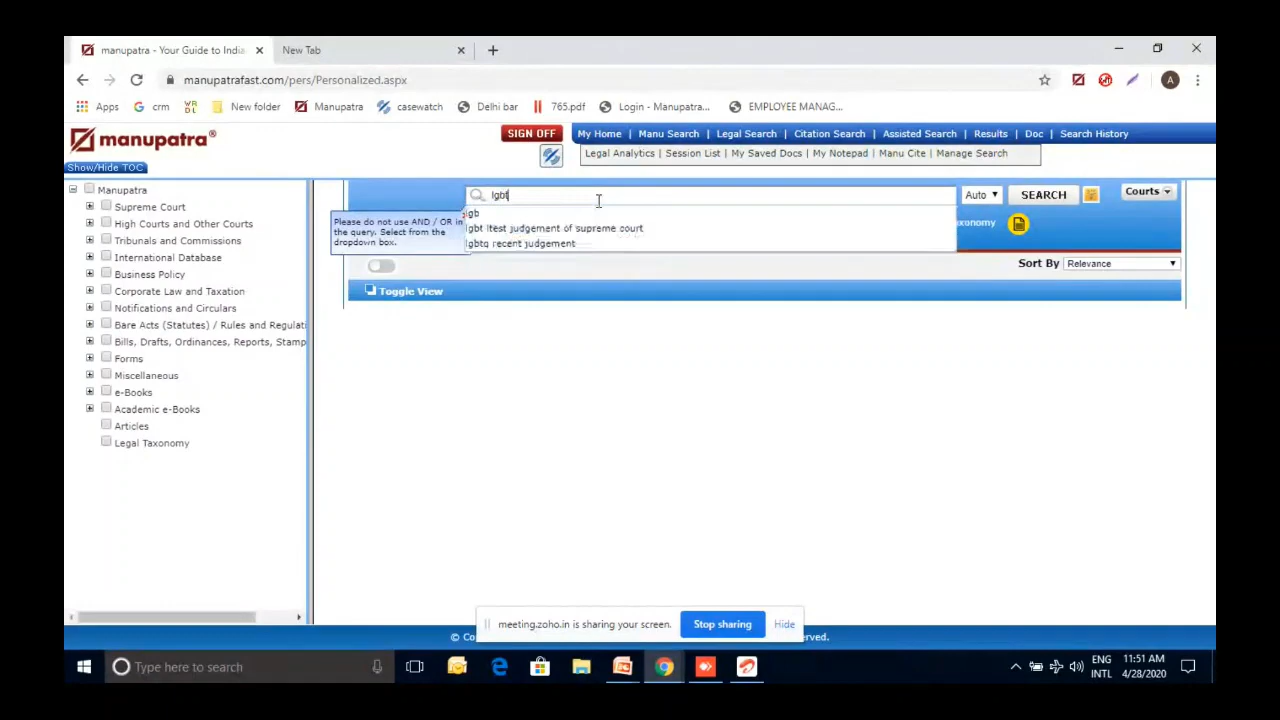 manupatra - Your Guide to India
New Tab
manupatrafast.com/pers/Personalized.aspx
A
Apps
crm
New folder
Manupatra
casewatch
Delhi bar
765.pdf
Login - Manupatra...
EMPLOYEE MANAG...
manupatra®
SIGN OFF
My Home | Manu Search | Legal Search | Citation Search | Assisted Search | Results | Doc | Search History
Legal Analytics | Session List | My Saved Docs | My Notepad | Manu Cite | Manage Search
Show/Hide TOC
Manupatra
Supreme Court
High Courts and Other Courts
Tribunals and Commissions
International Database
Business Policy
Corporate Law and Taxation
Notifications and Circulars
Bare Acts (Statutes) / Rules and Regulati
Bills, Drafts, Ordinances, Reports, Stamp
Forms
Miscellaneous
e-Books
Academic e-Books
Articles
Legal Taxonomy
lgbt
Auto
SEARCH
Courts
lgb
lgbt ltest judgement of supreme court
lgbtq recent judgement
Please do not use AND / OR in
the query. Select from the
dropdown box.
axonomy
Sort By
Relevance
Toggle View
meeting.zoho.in is sharing your screen.
Stop sharing
Hide
© Co
erved.
Type here to search
ENG
INTL
11:51 AM
4/28/2020